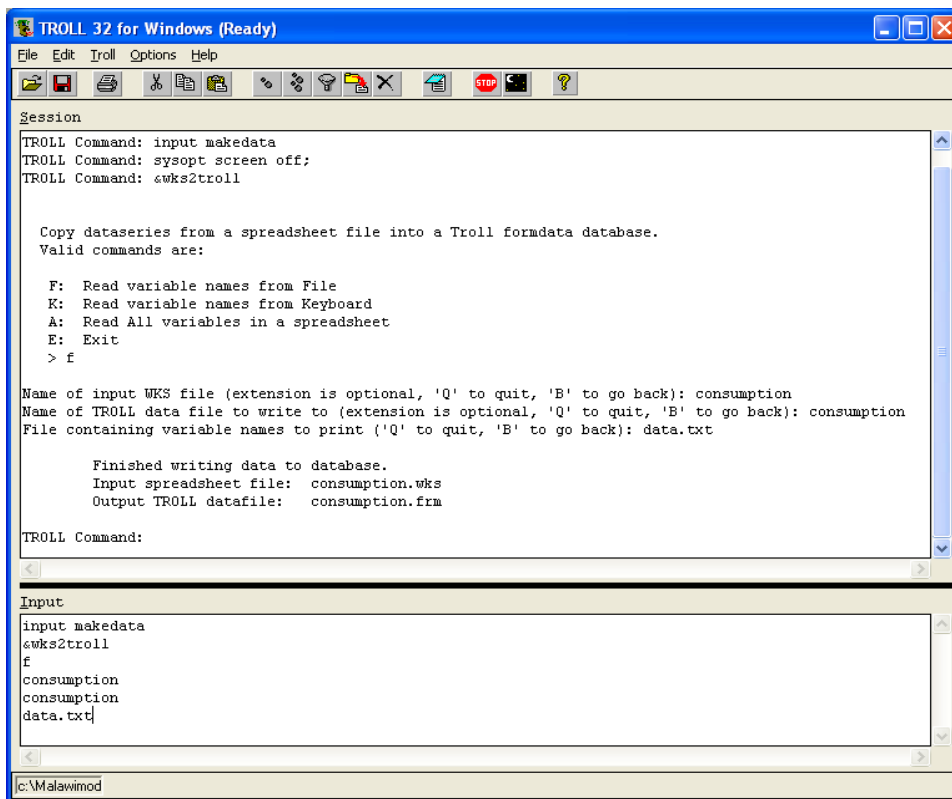 TROLL 32 for Windows (Ready)
File Edit Troll Options Help
STOP
Session
TROLL Command: input makedata
TROLL Command: sysopt screen off;
TROLL Command: &wks2troll
Copy dataseries from a spreadsheet file into a Troll formdata database.
Valid commands are:
F: Read variable names from File
K: Read variable names from Keyboard
A: Read All variables in a spreadsheet
E: Exit
> f
Name of input WKS file (extension is optional, 'Q' to quit, 'B' to go back): consumption
Name of TROLL data file to write to (extension is optional, 'Q' to quit, 'B' to go back): consumption
File containing variable names to print ('Q' to quit, 'B' to go back): data.txt
Finished writing data to database.
Input spreadsheet file: consumption.wks
Output TROLL datafile: consumption.frm
TROLL Command:
Input
input makedata
&wks2troll
f
consumption
consumption
data.txt
c:\Malawimod